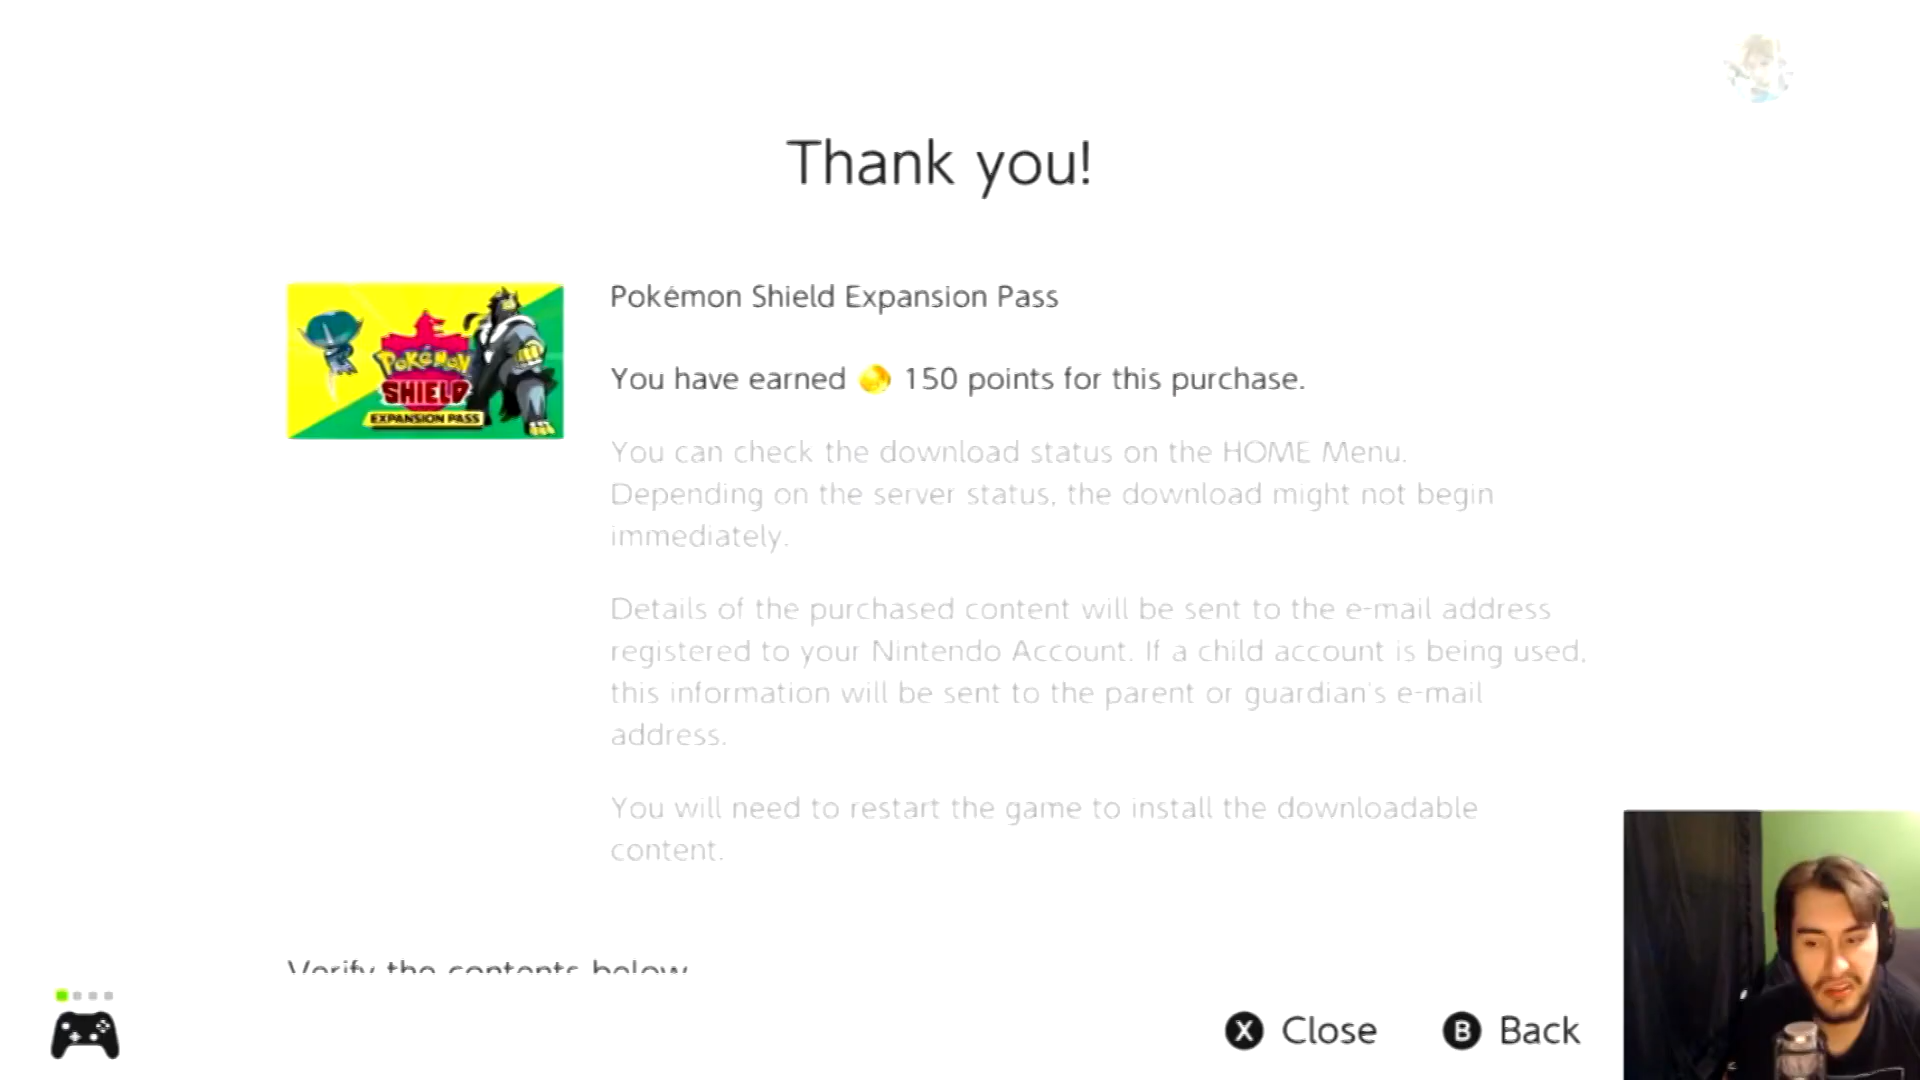 Thank you!
Pokémon Shield Expansion Pass
POKéMON
SHIELD
EXPANSION PASS
You have earned 150 points for this purchase.
You can check the download status on the HOME Menu.
Depending on the server status, the download might not begin
immediately.
Details of the purchased content will be sent to the e-mail address
registered to your Nintendo Account. If a child account is being used,
this information will be sent to the parent or guardian's e-mail
address.
You will need to restart the game to install the downloadable
content.
Verify the contents below
X Close B Back